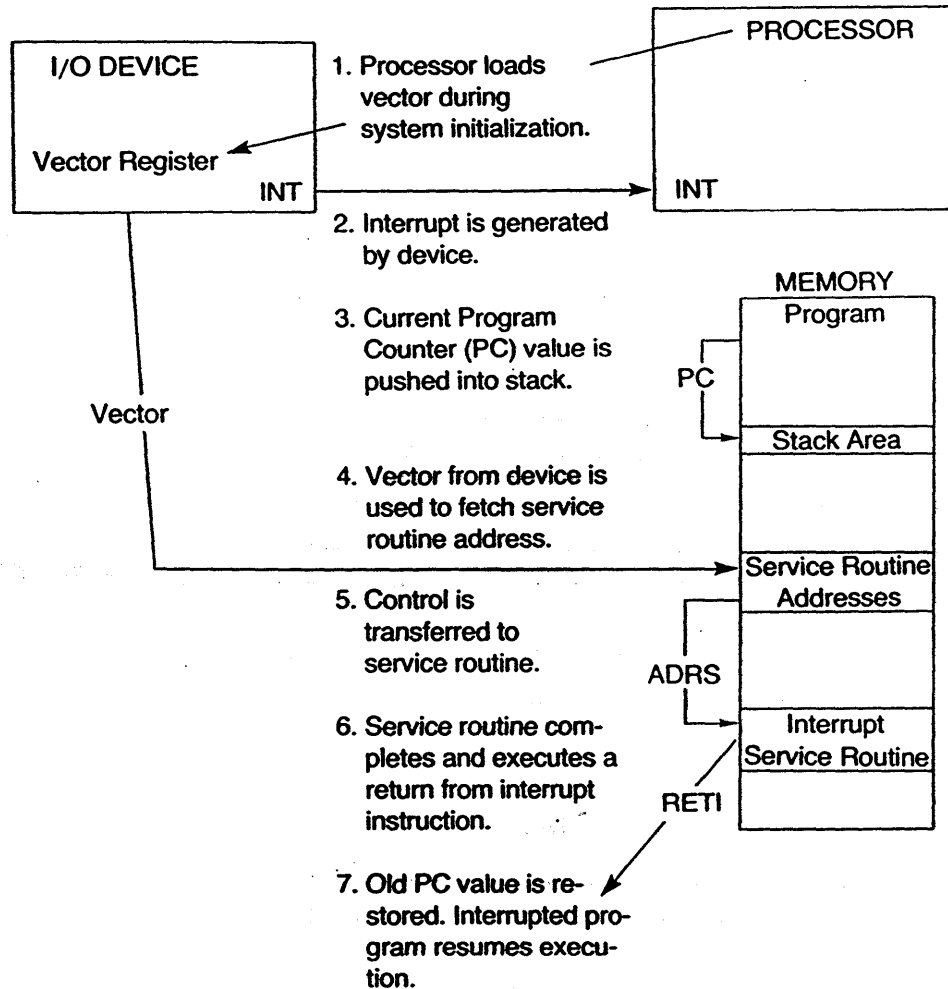 I/O DEVICE
Vector Register
INT
PROCESSOR
INT
1. Processor loads
vector during
system initialization.
2. Interrupt is generated
by device.
3. Current Program
Counter (PC) value is
pushed into stack.
4. Vector from device is
used to fetch service
routine address.
5. Control is
transferred to
service routine.
6. Service routine com-
pletes and executes a
return from interrupt
instruction.
7. Old PC value is re-
stored. Interrupted pro-
gram resumes execu-
tion.
Vector
MEMORY
Program
PC
Stack Area
Service Routine
Addresses
ADRS
Interrupt
Service Routine
RETI